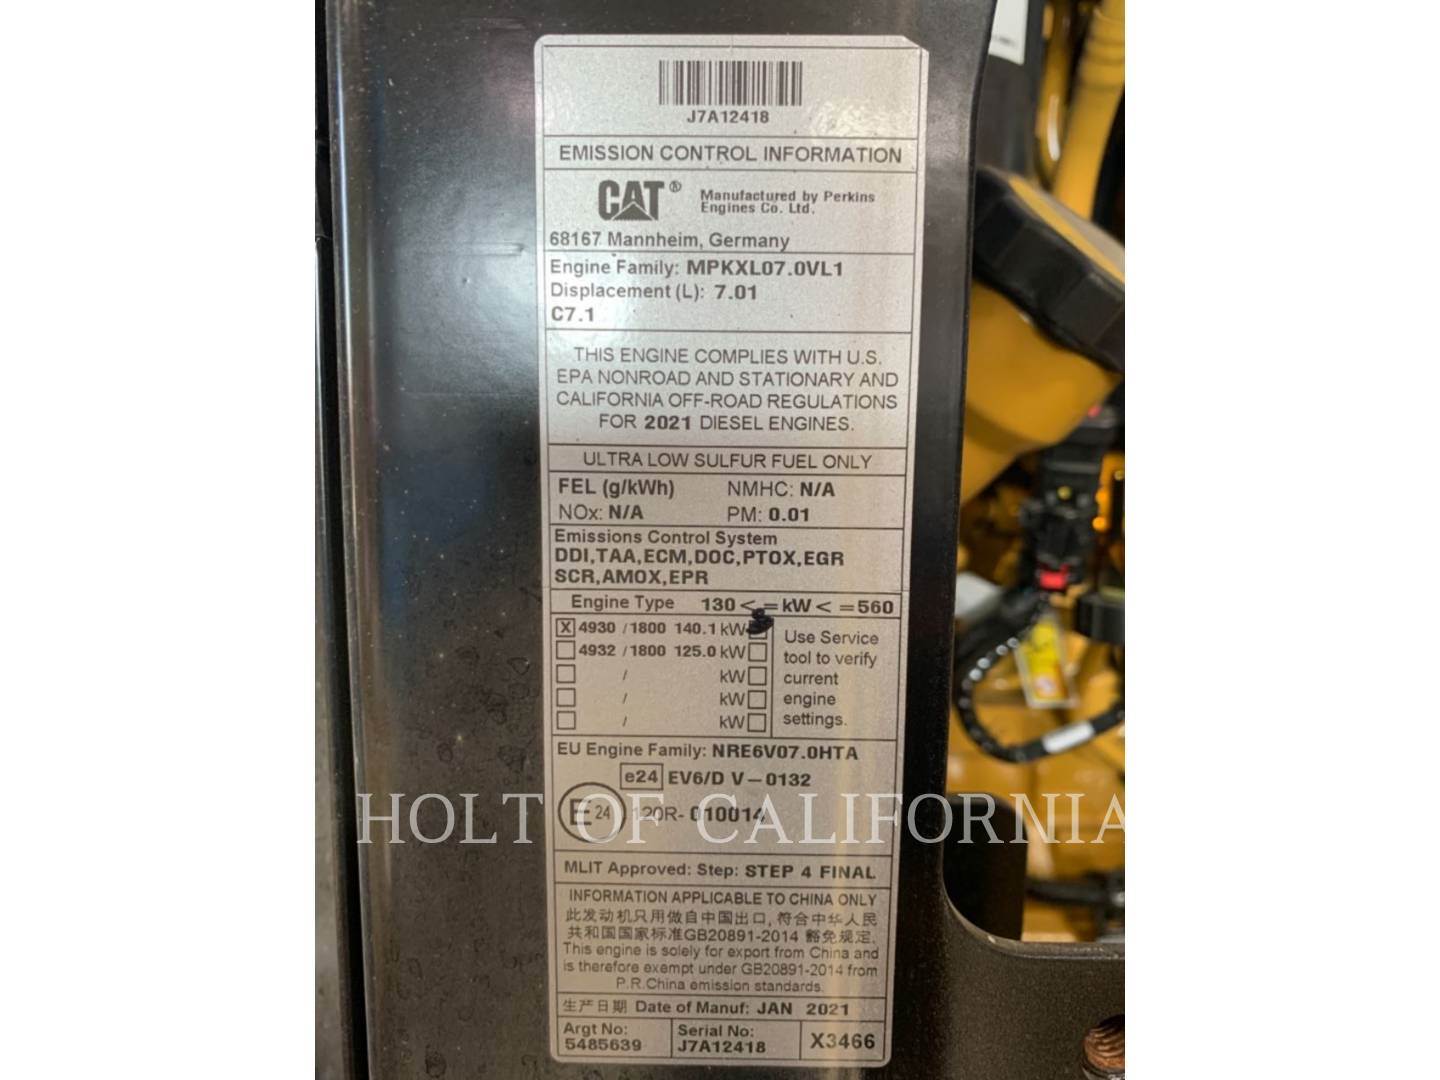 J7A12418
EMISSION CONTROL INFORMATION
CAT® Manufactured by Perkins
Engines Co. Ltd.
68167 Mannheim, Germany
Engine Family: MPKXL07.0VL1
Displacement (L): 7.01
C7.1
THIS ENGINE COMPLIES WITH U.S.
EPA NONROAD AND STATIONARY AND
CALIFORNIA OFF-ROAD REGULATIONS
FOR 2021 DIESEL ENGINES.
ULTRA LOW SULFUR FUEL ONLY
FEL (g/kWh) NMHC: N/A
NOx: N/A PM: 0.01
Emissions Control System
DDI,TAA,ECM,DOC,PTOX,EGR
SCR,AMOX,EPR
Engine Type 130 < = kW < = 560
X 4930 / 1800 140.1 kW
4932 / 1800 125.0 kW
/ kW
/ kW
/ kW
Use Service
tool to verify
current
engine
settings.
EU Engine Family: NRE6V07.0HTA
e24 EV6/D V-0132
E 24 120R- 010014
HOLT OF CALIFORNIA
MLIT Approved: Step: STEP 4 FINAL
INFORMATION APPLICABLE TO CHINA ONLY
此发动机只用做自中国出口, 符合中华人民
共和国国家标准GB20891-2014 豁免规定.
This engine is solely for export from China and
is therefore exempt under GB20891-2014 from
P.R.China emission standards.
生产日期 Date of Manuf: JAN 2021
Argt No:
5485639
Serial No:
J7A12418
X3466